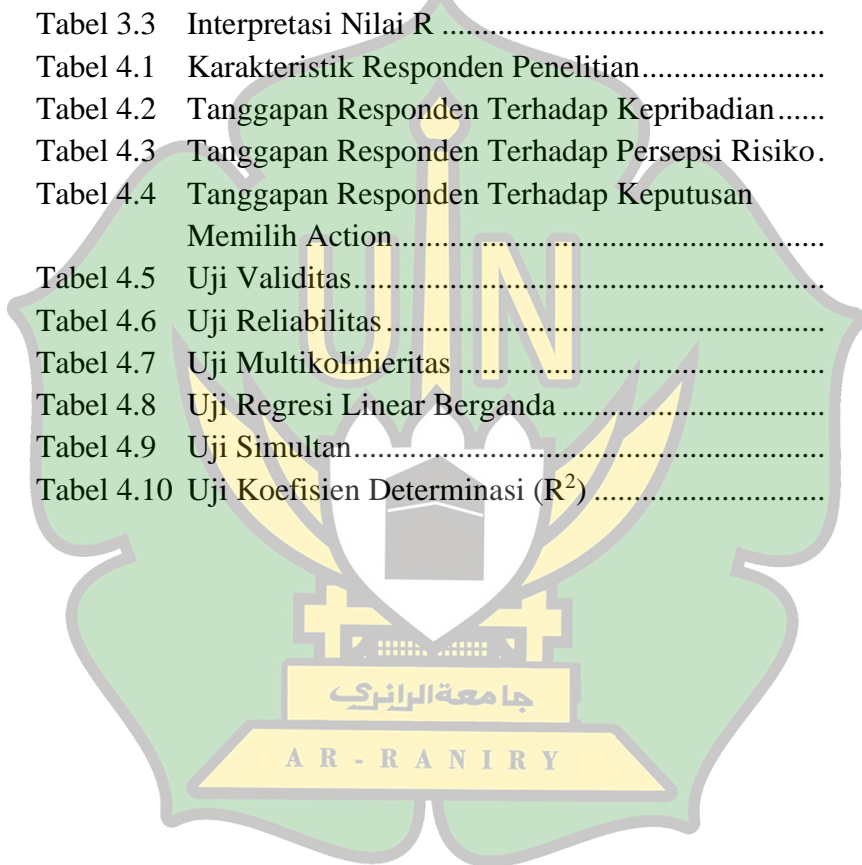 Tabel 3.3 Interpretasi Nilai R ..........................................
Tabel 4.1 Karakteristik Responden Penelitian....................
Tabel 4.2 Tanggapan Responden Terhadap Kepribadian......
Tabel 4.3 Tanggapan Responden Terhadap Persepsi Risiko.
Tabel 4.4 Tanggapan Responden Terhadap Keputusan
Memilih Action...............................................
Tabel 4.5 Uji Validitas....................................................
Tabel 4.6 Uji Reliabilitas................................................
Tabel 4.7 Uji Multikolinieritas ........................................
Tabel 4.8 Uji Regresi Linear Berganda .............................
Tabel 4.9 Uji Simultan....................................................
Tabel 4.10 Uji Koefisien Determinasi (R²) .........................
UIN
جامعة الرانري
AR-RANIRY